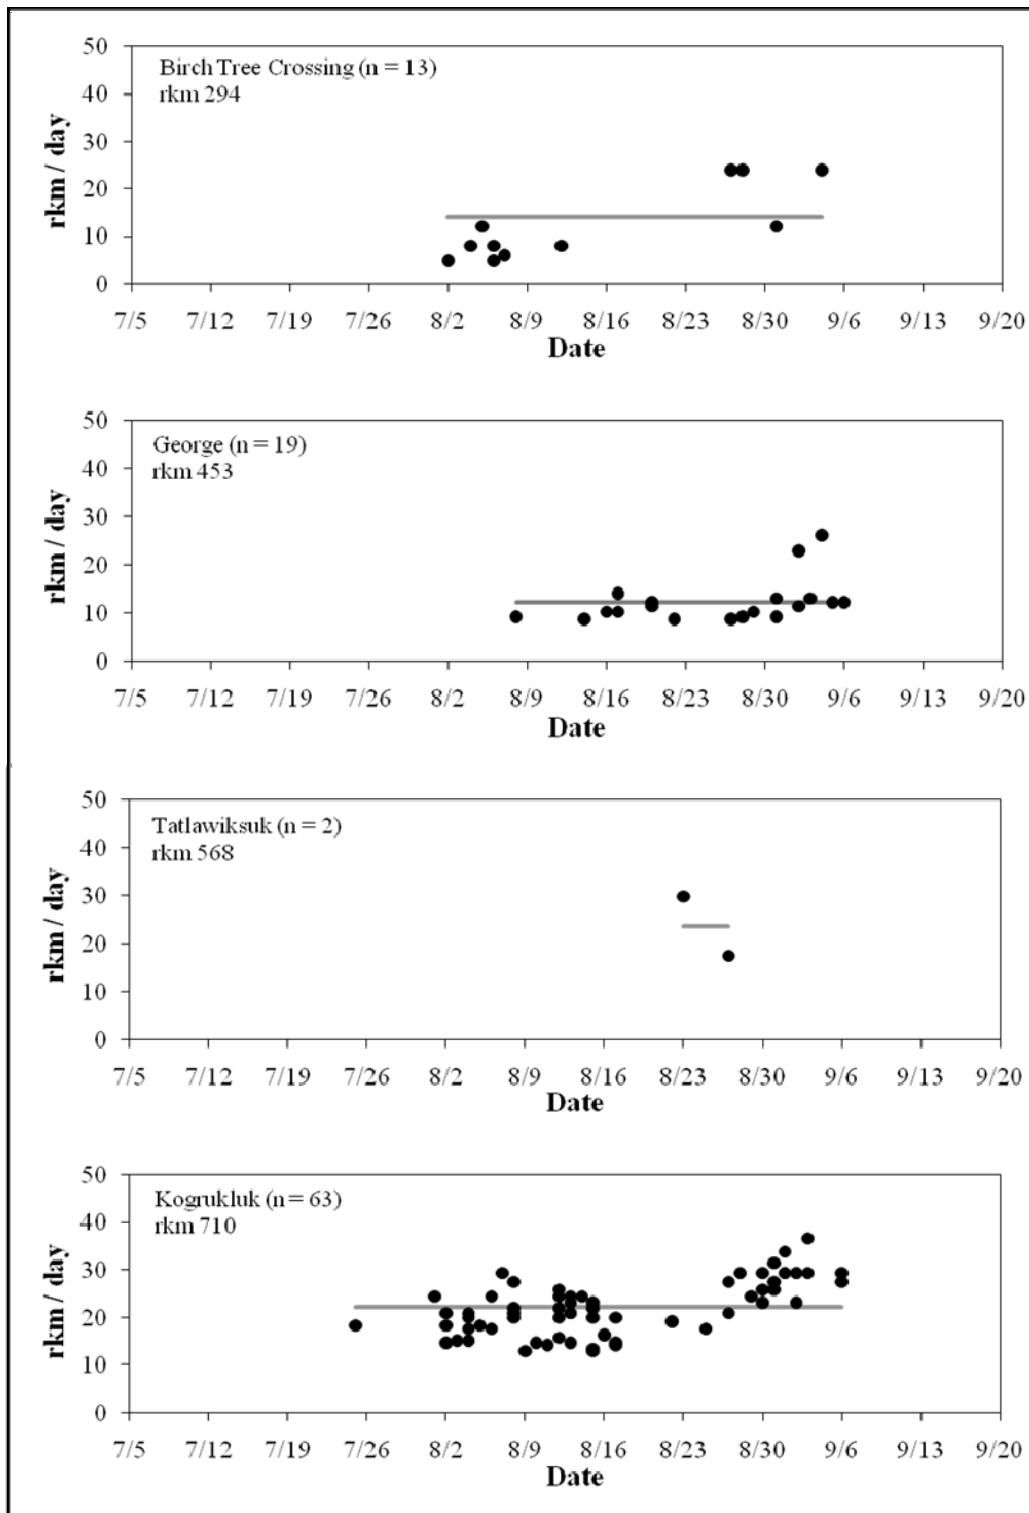 Birch Tree Crossing (n = 13)
rkm 294
50
40
30
20
10
0
rkm / day
7/5 7/12 7/19 7/26 8/2 8/9 8/16 8/23 8/30 9/6 9/13 9/20
Date
George (n = 19)
rkm 453
50
40
30
20
10
0
rkm / day
7/5 7/12 7/19 7/26 8/2 8/9 8/16 8/23 8/30 9/6 9/13 9/20
Date
Tatlawiksuk (n = 2)
rkm 568
50
40
30
20
10
0
rkm / day
7/5 7/12 7/19 7/26 8/2 8/9 8/16 8/23 8/30 9/6 9/13 9/20
Date
Kogrukluk (n = 63)
rkm 710
50
40
30
20
10
0
rkm / day
7/5 7/12 7/19 7/26 8/2 8/9 8/16 8/23 8/30 9/6 9/13 9/20
Date